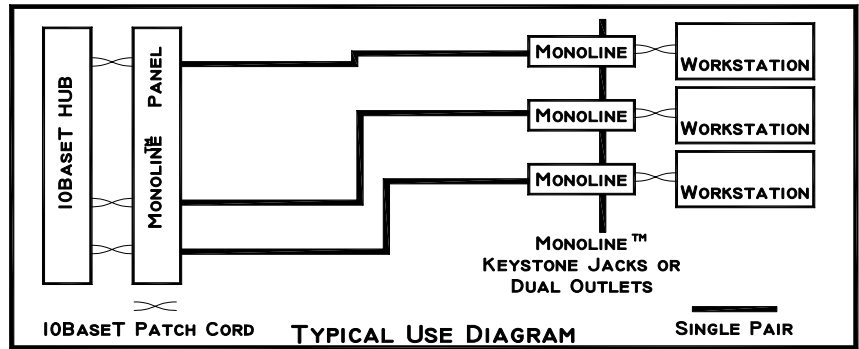 10BaseT HUB
Monoline™ Panel
Monoline
Workstation
Monoline
Workstation
Monoline
Workstation
Monoline™
Keystone Jacks or
Dual Outlets
10BaseT Patch Cord
Typical Use Diagram
Single Pair